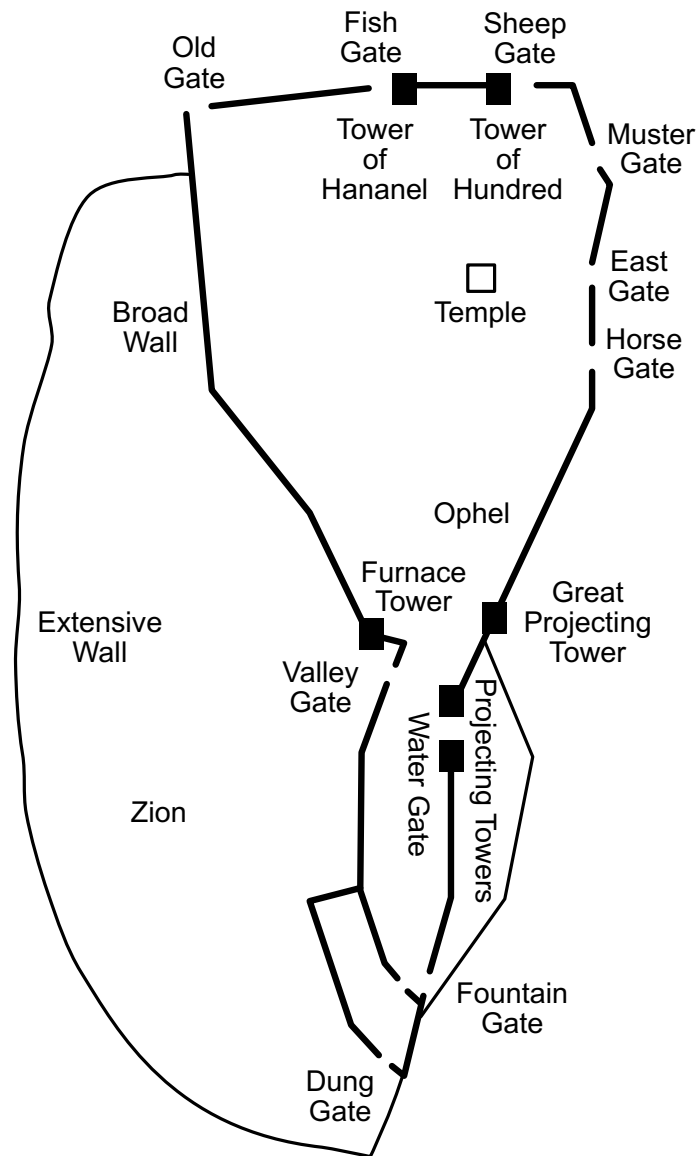 Fish
Gate
Sheep
Gate
Old
Gate
Tower
of
Hananel
Tower
of
Hundred
Muster
Gate
East
Gate
Temple
Broad
Wall
Horse
Gate
Ophel
Furnace
Tower
Great
Projecting
Tower
Extensive
Wall
Valley
Gate
Projecting Towers
Water Gate
Zion
Fountain
Gate
Dung
Gate